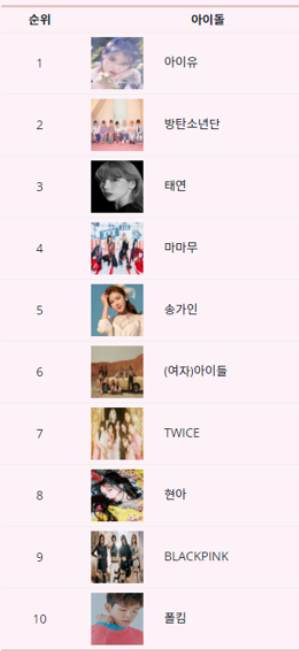 순위 아이돌
1 아이유
2 방탄소년단
3 태연
4 마마무
5 송가인
6 (여자)아이들
7 TWICE
8 현아
9 BLACKPINK
10 폴킴